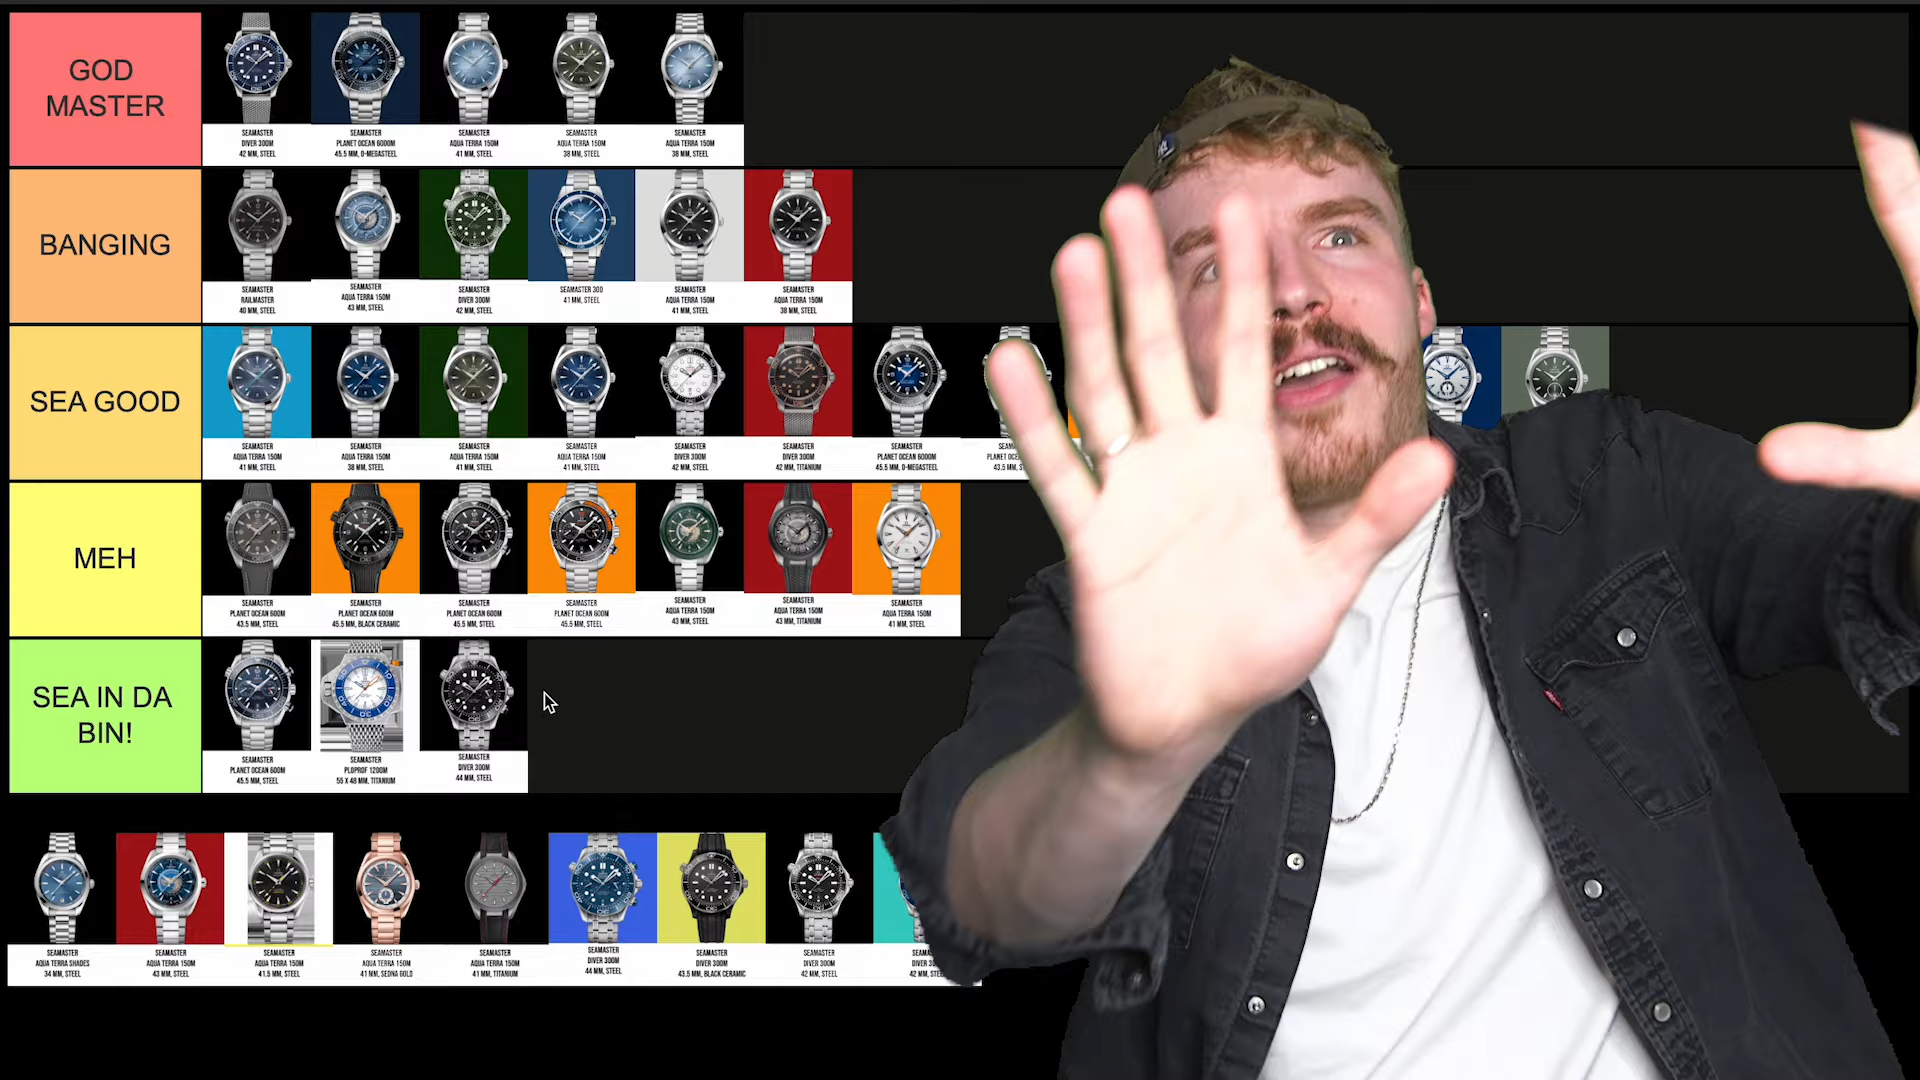 GOD
MASTER
SEAMASTER
DIVER 300M
42 MM, STEEL
SEAMASTER
PLANET OCEAN 6000M
45.5 MM, O-MEGASTEEL
SEAMASTER
AQUA TERRA 150M
41 MM, STEEL
SEAMASTER
AQUA TERRA 150M
38 MM, STEEL
SEAMASTER
AQUA TERRA 150M
38 MM, STEEL
BANGING
SEAMASTER
RAILMASTER
40 MM, STEEL
SEAMASTER
AQUA TERRA 150M
43 MM, STEEL
SEAMASTER
DIVER 300M
42 MM, STEEL
SEAMASTER 300
41 MM, STEEL
SEAMASTER
AQUA TERRA 150M
41 MM, STEEL
SEAMASTER
AQUA TERRA 150M
38 MM, STEEL
SEA GOOD
SEAMASTER
AQUA TERRA 150M
41 MM, STEEL
SEAMASTER
AQUA TERRA 150M
38 MM, STEEL
SEAMASTER
AQUA TERRA 150M
41 MM, STEEL
SEAMASTER
AQUA TERRA 150M
41 MM, STEEL
SEAMASTER
DIVER 300M
42 MM, STEEL
SEAMASTER
DIVER 300M
42 MM, TITANIUM
SEAMASTER
PLANET OCEAN 6000M
45.5 MM, O-MEGASTEEL
PLANET
43.5
MEH
SEAMASTER
PLANET OCEAN 600M
43.5 MM, STEEL
SEAMASTER
PLANET OCEAN 600M
45.5 MM, BLACK CERAMIC
SEAMASTER
PLANET OCEAN 600M
45.5 MM, STEEL
SEAMASTER
PLANET OCEAN 600M
45.5 MM, STEEL
SEAMASTER
AQUA TERRA 150M
43 MM, STEEL
SEAMASTER
AQUA TERRA 150M
43 MM, TITANIUM
SEAMASTER
AQUA TERRA 150M
41 MM, STEEL
SEA IN DA
BIN!
SEAMASTER
PLANET OCEAN 600M
45.5 MM, STEEL
SEAMASTER
PLOPROF 1200M
55 X 48 MM, TITANIUM
SEAMASTER
DIVER 300M
44 MM, STEEL
SEAMASTER
AQUA TERRA SHADES
34 MM, STEEL
SEAMASTER
AQUA TERRA 150M
43 MM, STEEL
SEAMASTER
AQUA TERRA 150M
41.5 MM, STEEL
SEAMASTER
AQUA TERRA 150M
41 MM, SEDNA GOLD
SEAMASTER
AQUA TERRA 150M
41 MM, TITANIUM
SEAMASTER
DIVER 300M
44 MM, STEEL
SEAMASTER
DIVER 300M
43.5 MM, BLACK CERAMIC
SEAMASTER
DIVER 300M
42 MM, STEEL
DIVER
42 MM,